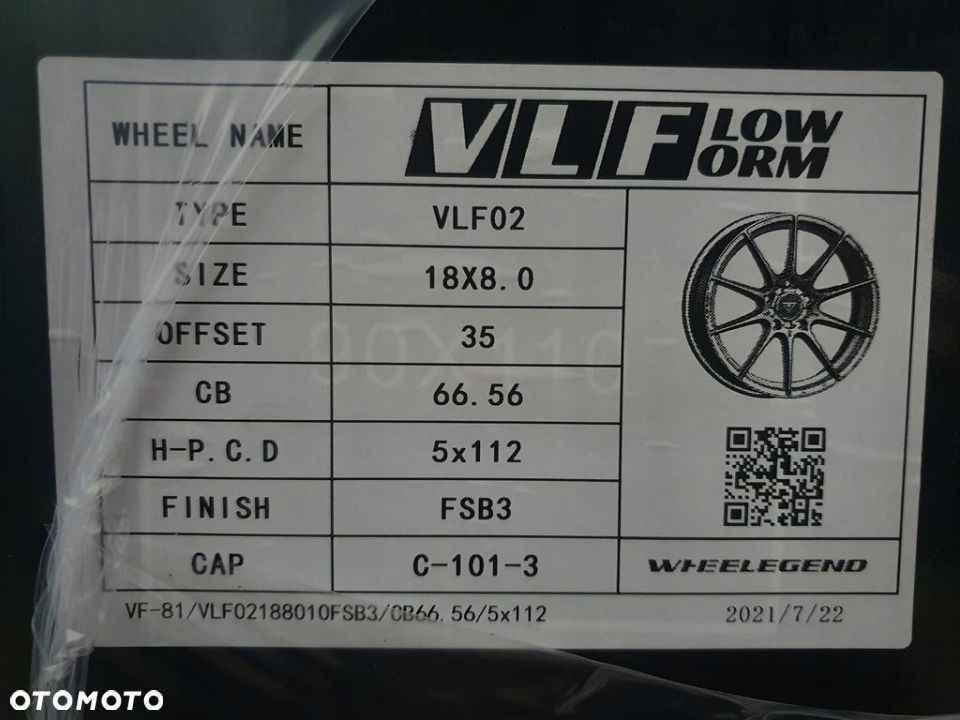 WHEEL NAME VLF LOW FORM
TYPE VLF02
SIZE 18X8.0
OFFSET 35
CB 66.56
H-P.C.D 5x112
FINISH FSB3
CAP C-101-3
WHEELEGEND
VF-81/VLF02188010FSB3/CB66.56/5x112 2021/7/22
OTOMOTO